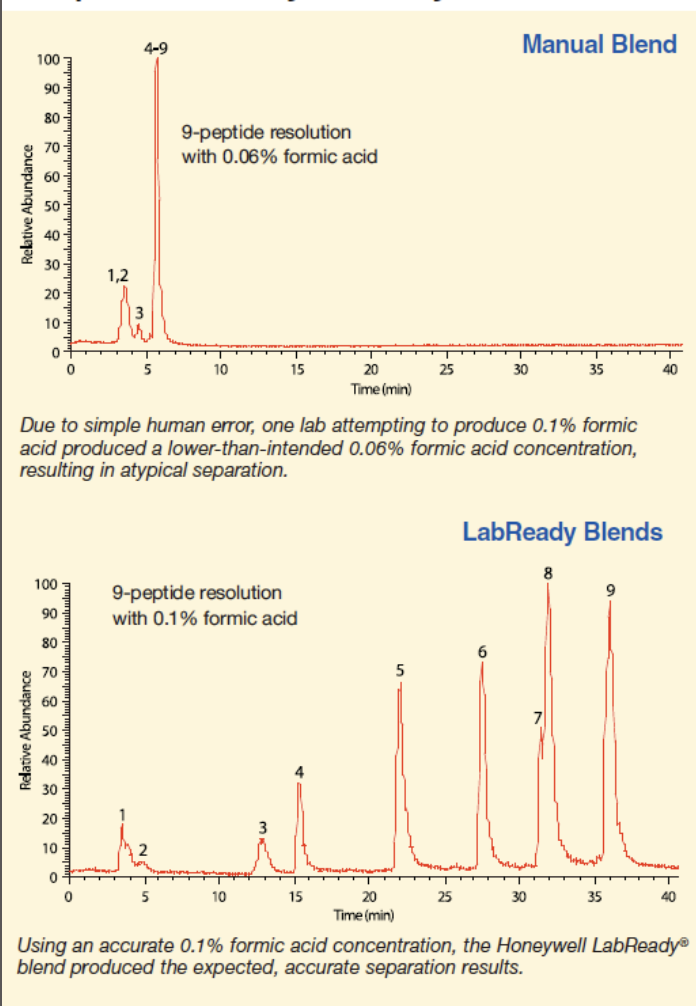 Manual Blend
4-9
9-peptide resolution
with 0.06% formic acid
1,2
3
Relative Abundance
100
90
80
70
60
50
40
30
20
10
0
0 5 10 15 20 25 30 35 40
Time (min)
Due to simple human error, one lab attempting to produce 0.1% formic
acid produced a lower-than-intended 0.06% formic acid concentration,
resulting in atypical separation.
LabReady Blends
9-peptide resolution
with 0.1% formic acid
1
2
3
4
5
6
7
8
9
Relative Abundance
100
90
80
70
60
50
40
30
20
10
0
0 5 10 15 20 25 30 35 40
Time (min)
Using an accurate 0.1% formic acid concentration, the Honeywell LabReady®
blend produced the expected, accurate separation results.